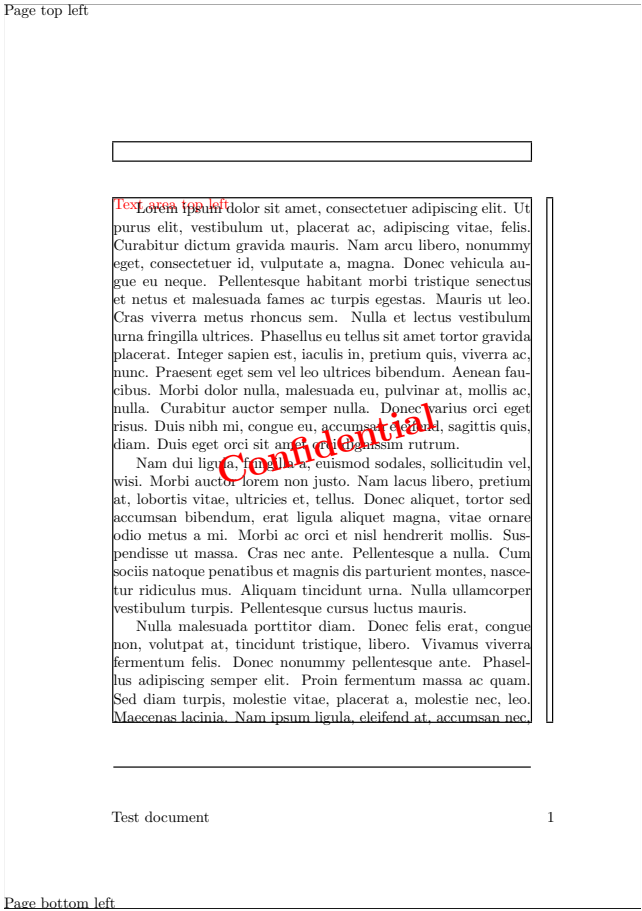 Page top left
Text area top left
Lorem ipsum dolor sit amet, consectetuer adipiscing elit. Ut
purus elit, vestibulum ut, placerat ac, adipiscing vitae, felis.
Curabitur dictum gravida mauris. Nam arcu libero, nonummy
eget, consectetuer id, vulputate a, magna. Donec vehicula au-
gue eu neque. Pellentesque habitant morbi tristique senectus
et netus et malesuada fames ac turpis egestas. Mauris ut leo.
Cras viverra metus rhoncus sem. Nulla et lectus vestibulum
urna fringilla ultrices. Phasellus eu tellus sit amet tortor gravida
placerat. Integer sapien est, iaculis in, pretium quis, viverra ac,
nunc. Praesent eget sem vel leo ultrices bibendum. Aenean fau-
cibus. Morbi dolor nulla, malesuada eu, pulvinar at, mollis ac,
nulla. Curabitur auctor semper nulla. Donec varius orci eget
risus. Duis nibh mi, congue eu, accumsan eleifend, sagittis quis,
diam. Duis eget orci sit amet orci dignissim rutrum.
Confidential
Nam dui ligula, fringilla a, euismod sodales, sollicitudin vel,
wisi. Morbi auctor lorem non justo. Nam lacus libero, pretium
at, lobortis vitae, ultricies et, tellus. Donec aliquet, tortor sed
accumsan bibendum, erat ligula aliquet magna, vitae ornare
odio metus a mi. Morbi ac orci et nisl hendrerit mollis. Sus-
pendisse ut massa. Cras nec ante. Pellentesque a nulla. Cum
sociis natoque penatibus et magnis dis parturient montes, nasce-
tur ridiculus mus. Aliquam tincidunt urna. Nulla ullamcorper
vestibulum turpis. Pellentesque cursus luctus mauris.
Nulla malesuada porttitor diam. Donec felis erat, congue
non, volutpat at, tincidunt tristique, libero. Vivamus viverra
fermentum felis. Donec nonummy pellentesque ante. Phasel-
lus adipiscing semper elit. Proin fermentum massa ac quam.
Sed diam turpis, molestie vitae, placerat a, molestie nec, leo.
Maecenas lacinia. Nam ipsum ligula, eleifend at, accumsan nec,
Test document 1
Page bottom left